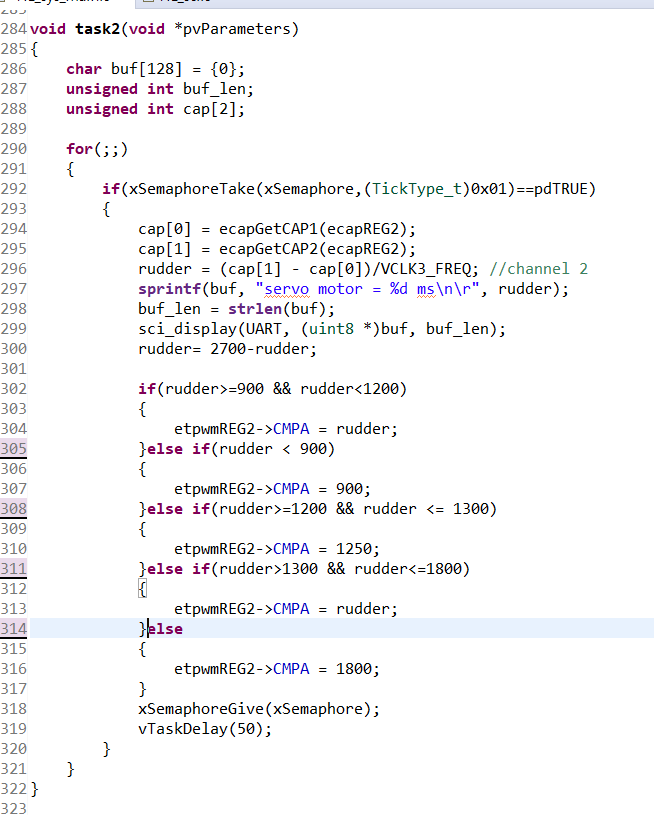 284 void task2(void *pvParameters)
285 {
286     char buf[128] = {0};
287     unsigned int buf_len;
288     unsigned int cap[2];
289
290     for(;;)
291     {
292         if(xSemaphoreTake(xSemaphore,(TickType_t)0x01)==pdTRUE)
293         {
294             cap[0] = ecapGetCAP1(ecapREG2);
295             cap[1] = ecapGetCAP2(ecapREG2);
296             rudder = (cap[1] - cap[0])/VCLK3_FREQ; //channel 2
297             sprintf(buf, "servo motor = %d ms\n\r", rudder);
298             buf_len = strlen(buf);
299             sci_display(UART, (uint8 *)buf, buf_len);
300             rudder= 2700-rudder;
301
302             if(rudder>=900 && rudder<1200)
303             {
304                 etpwmREG2->CMPA = rudder;
305             }else if(rudder < 900)
306             {
307                 etpwmREG2->CMPA = 900;
308             }else if(rudder>=1200 && rudder <= 1300)
309             {
310                 etpwmREG2->CMPA = 1250;
311             }else if(rudder>1300 && rudder<=1800)
312             {
313                 etpwmREG2->CMPA = rudder;
314             }else
315             {
316                 etpwmREG2->CMPA = 1800;
317             }
318             xSemaphoreGive(xSemaphore);
319             vTaskDelay(50);
320         }
321     }
322 }
323